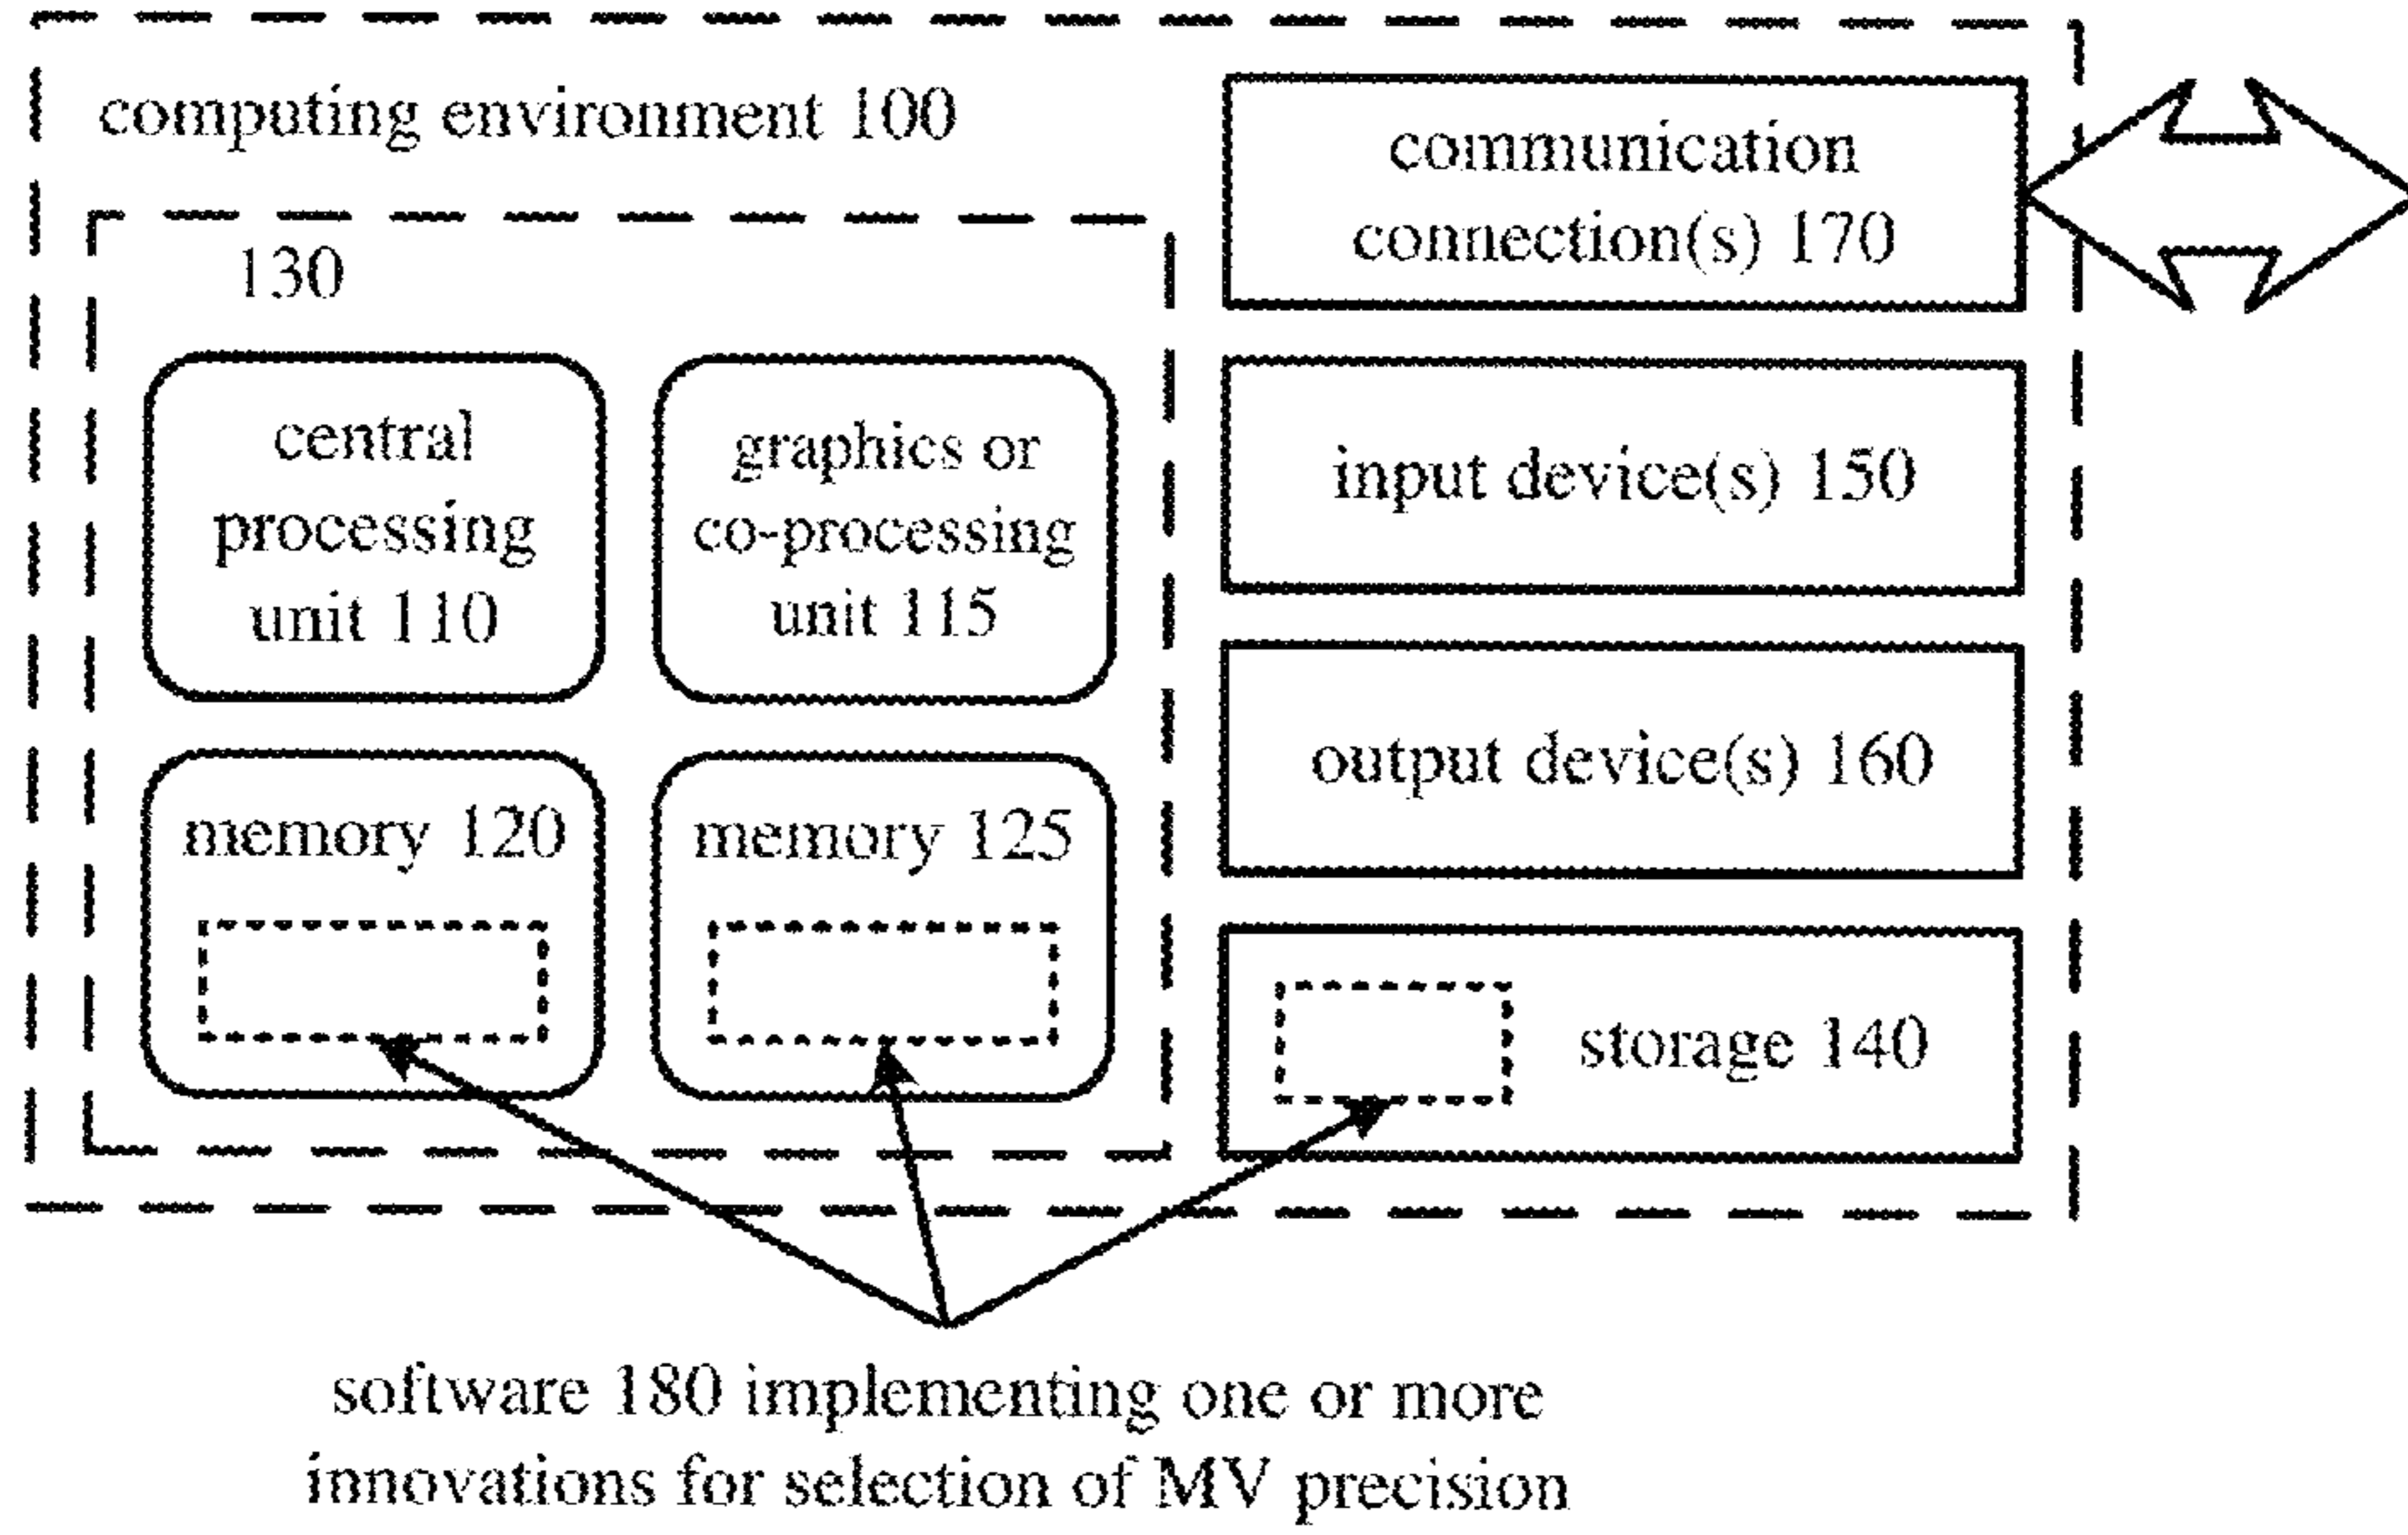 computing environment 100
130
central
processing
unit 110
graphics or
co-processing
unit 115
memory 120
memory 125
communication
connection(s) 170
input device(s) 150
output device(s) 160
storage 140
software 180 implementing one or more
innovations for selection of MV precision